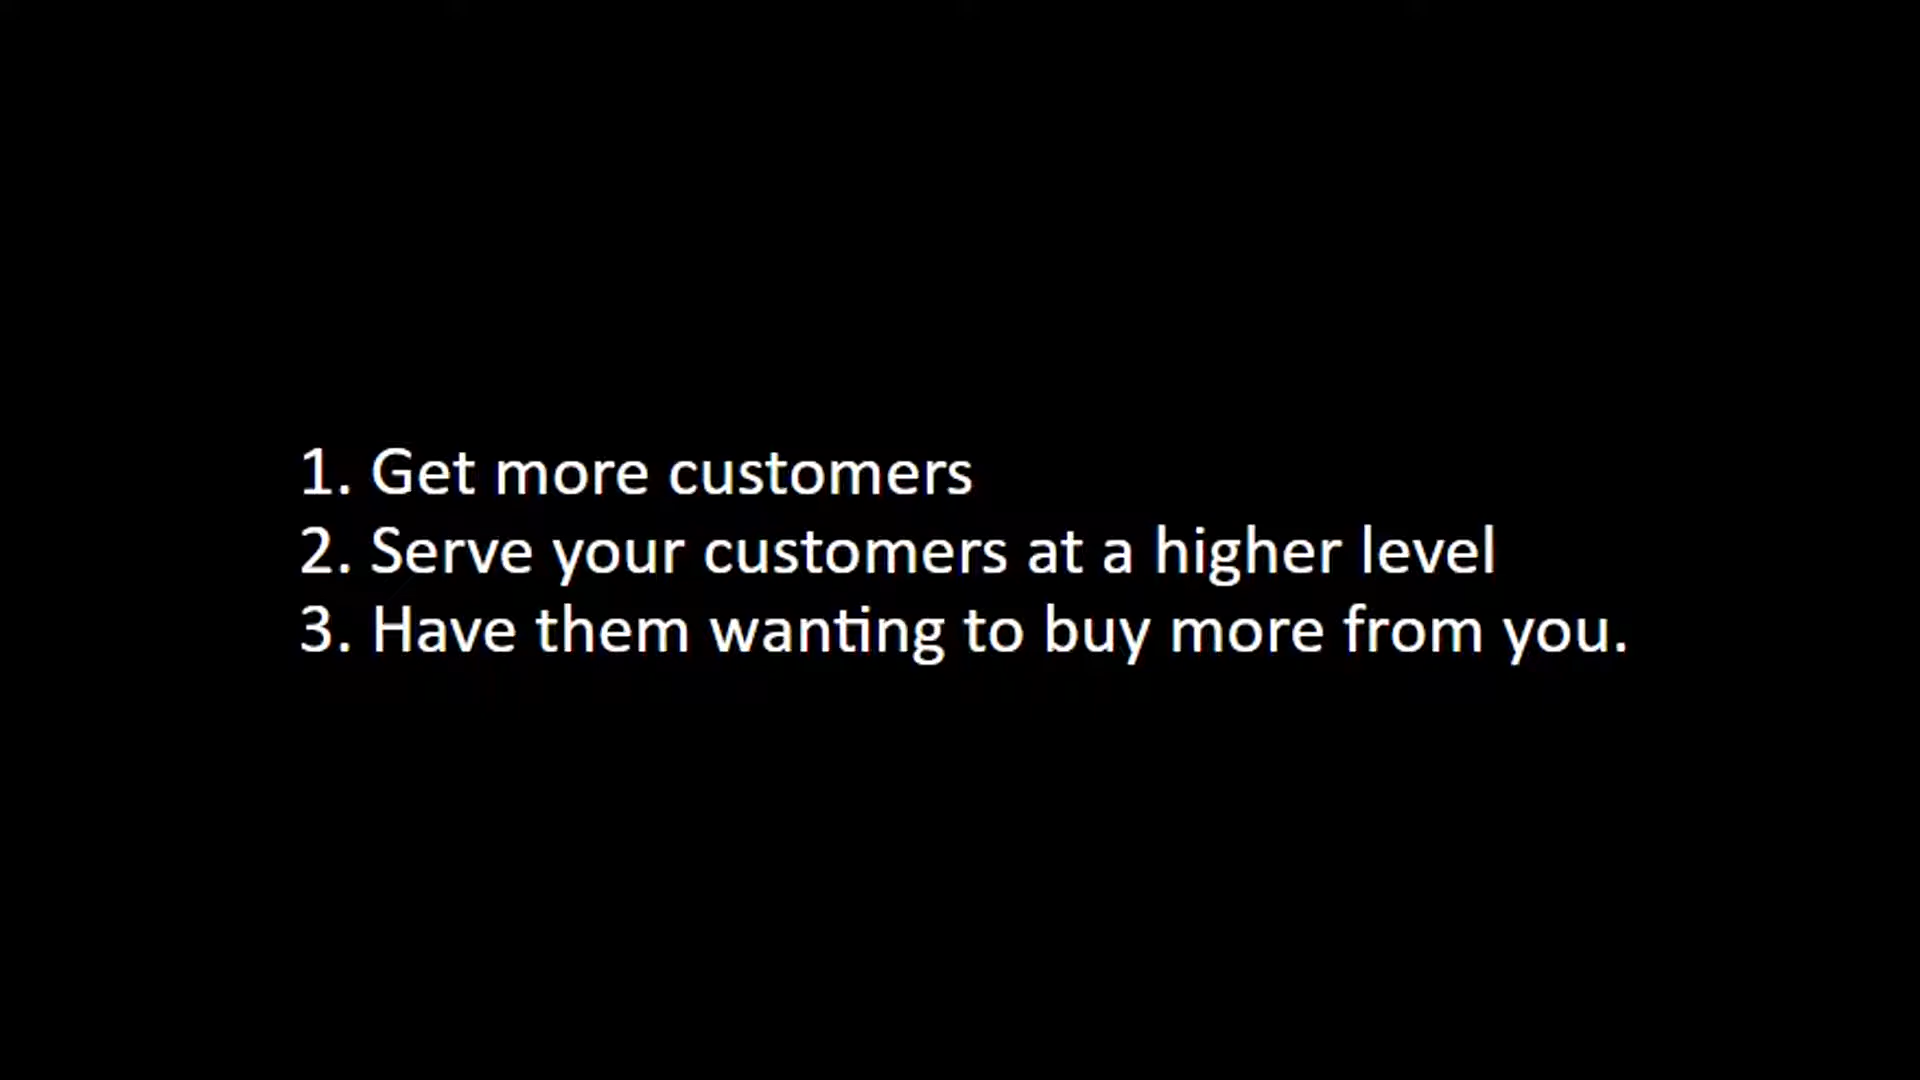 1. Get more customers
2. Serve your customers at a higher level
3. Have them wanting to buy more from you.